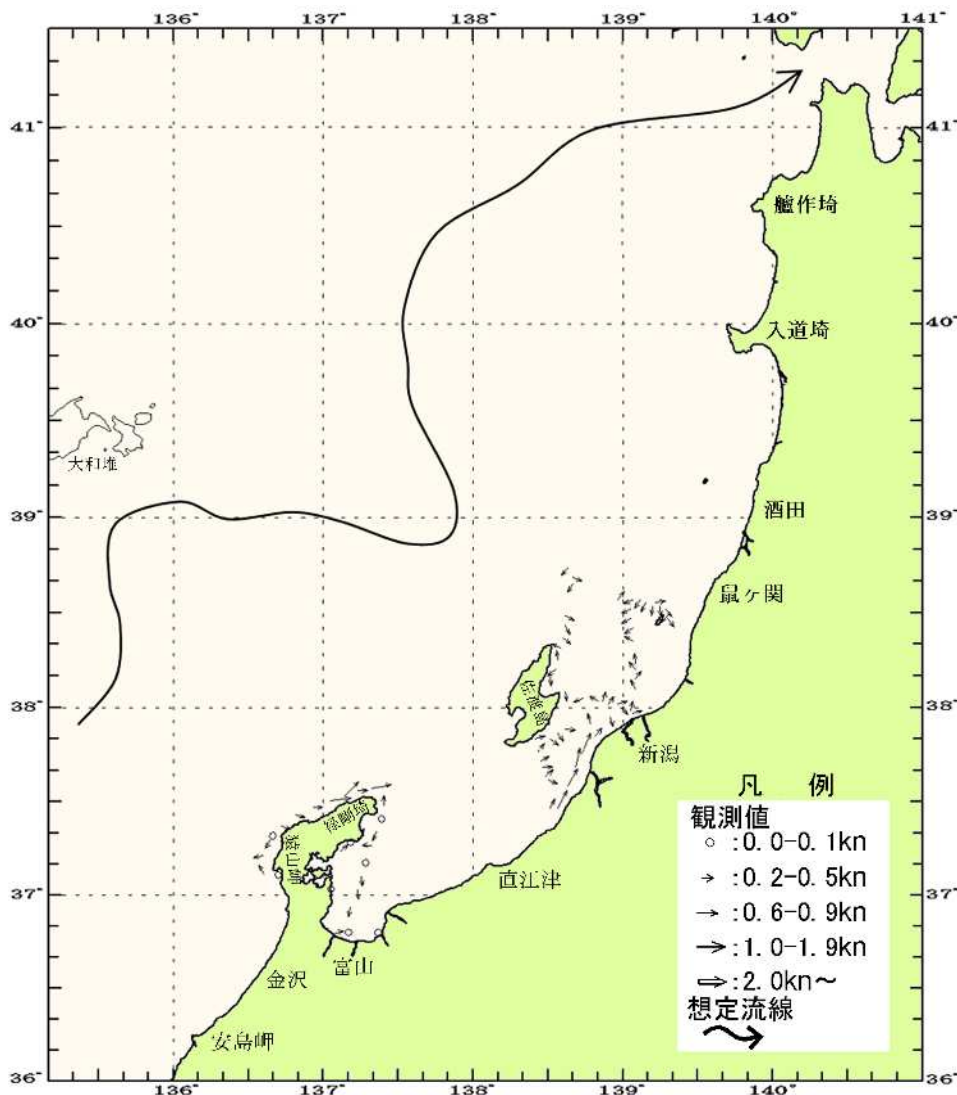 136° 137° 138° 139° 140° 141°
41° 41°
艫作埼
入道埼
40° 40°
大和堆
39° 39°
酒田
鼠ヶ関
佐渡島
38° 38°
新潟
禄剛埼
猿山岬
直江津
37° 37°
富山
金沢
安島岬
36° 36°
136° 137° 138° 139° 140°
凡 例
観測値
:0.0-0.1kn
:0.2-0.5kn
:0.6-0.9kn
:1.0-1.9kn
:2.0kn～
想定流線